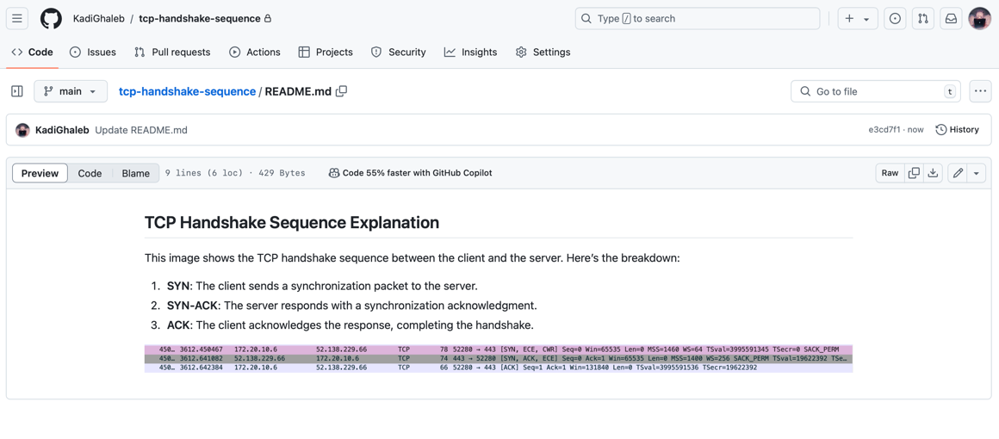 KadiGhaleb / tcp-handshake-sequence
Type / to search
Code Issues Pull requests Actions Projects Security Insights Settings
main tcp-handshake-sequence / README.md Go to file t
KadiGhaleb Update README.md e3cd7f1 · now History
Preview Code Blame 9 lines (6 loc) · 429 Bytes Code 55% faster with GitHub Copilot Raw
TCP Handshake Sequence Explanation
This image shows the TCP handshake sequence between the client and the server. Here’s the breakdown:
1. SYN: The client sends a synchronization packet to the server.
2. SYN-ACK: The server responds with a synchronization acknowledgment.
3. ACK: The client acknowledges the response, completing the handshake.
450… 3612.450467 172.20.10.6 52.138.229.66 TCP 78 52280 → 443 [SYN, ECE, CWR] Seq=0 Win=65535 Len=0 MSS=1460 WS=64 TSval=3995591345 TSecr=0 SACK_PERM
450… 3612.641082 52.138.229.66 172.20.10.6 TCP 74 443 → 52280 [SYN, ACK, ECE] Seq=0 Ack=1 Win=65535 Len=0 MSS=1400 WS=256 SACK_PERM TSval=19622392 TSe…
450… 3612.642384 172.20.10.6 52.138.229.66 TCP 66 52280 → 443 [ACK] Seq=1 Ack=1 Win=131840 Len=0 TSval=3995591536 TSecr=19622392